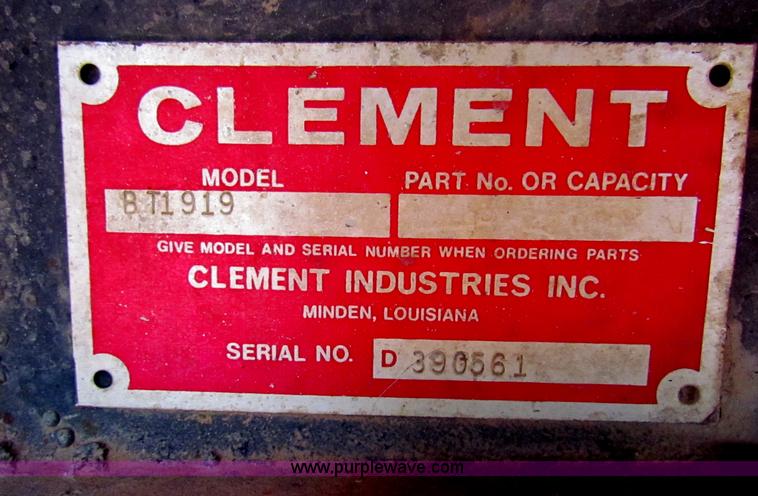 CLEMENT
MODEL
PART No. OR CAPACITY
BT1919
GIVE MODEL AND SERIAL NUMBER WHEN ORDERING PARTS
CLEMENT INDUSTRIES INC.
MINDEN, LOUISIANA
SERIAL NO. D 390561
www.purplewave.com